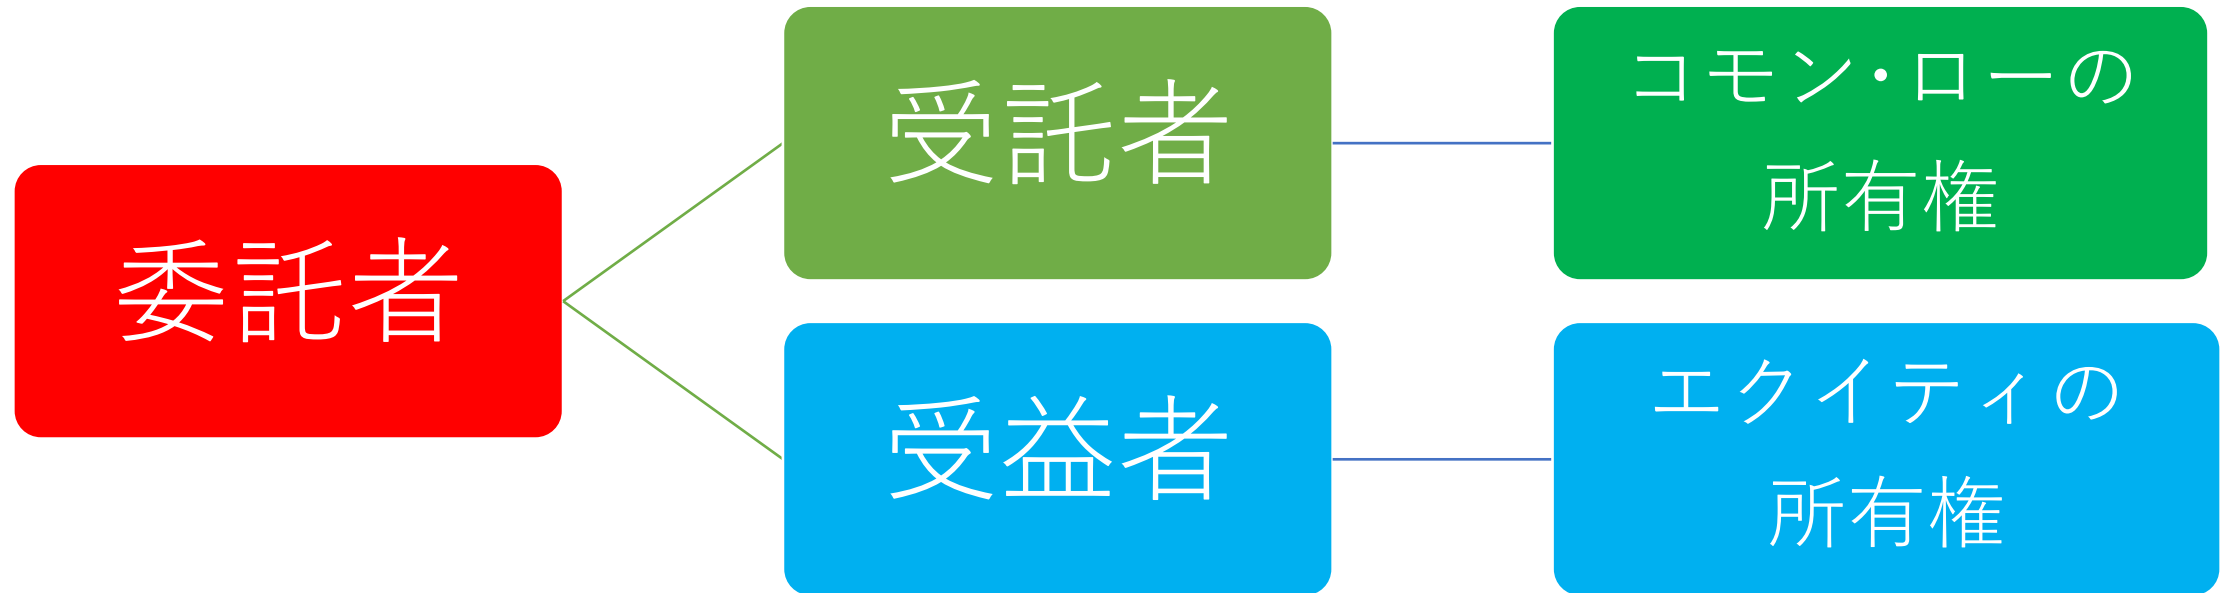 委託者
受託者
コモン・ローの
所有権
受益者
エクイティの
所有権